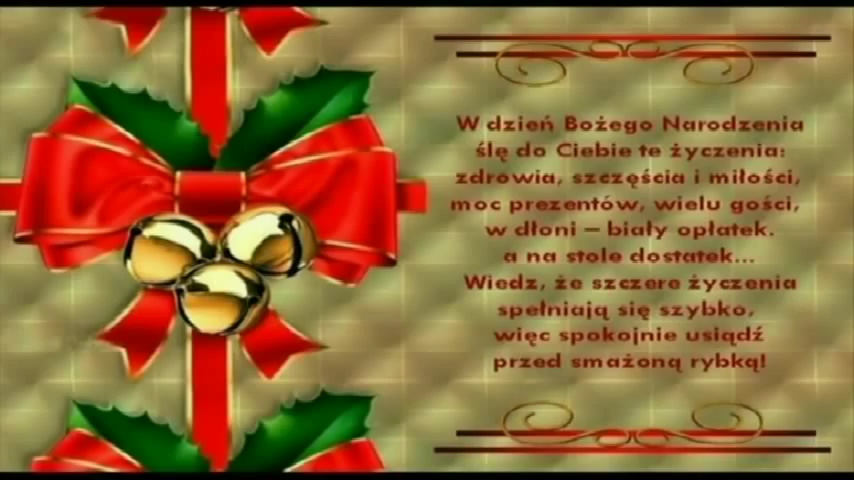 W dzień Bożego Narodzenia
ślę do Ciebie te życzenia:
zdrowia, szczęścia i miłości,
moc prezentów, wielu gości,
w dłoni – biały opłatek.
a na stole dostatek...
Wiedz, że szczere życzenia
spełniają się szybko,
więc spokojnie usiądź
przed smażoną rybką!